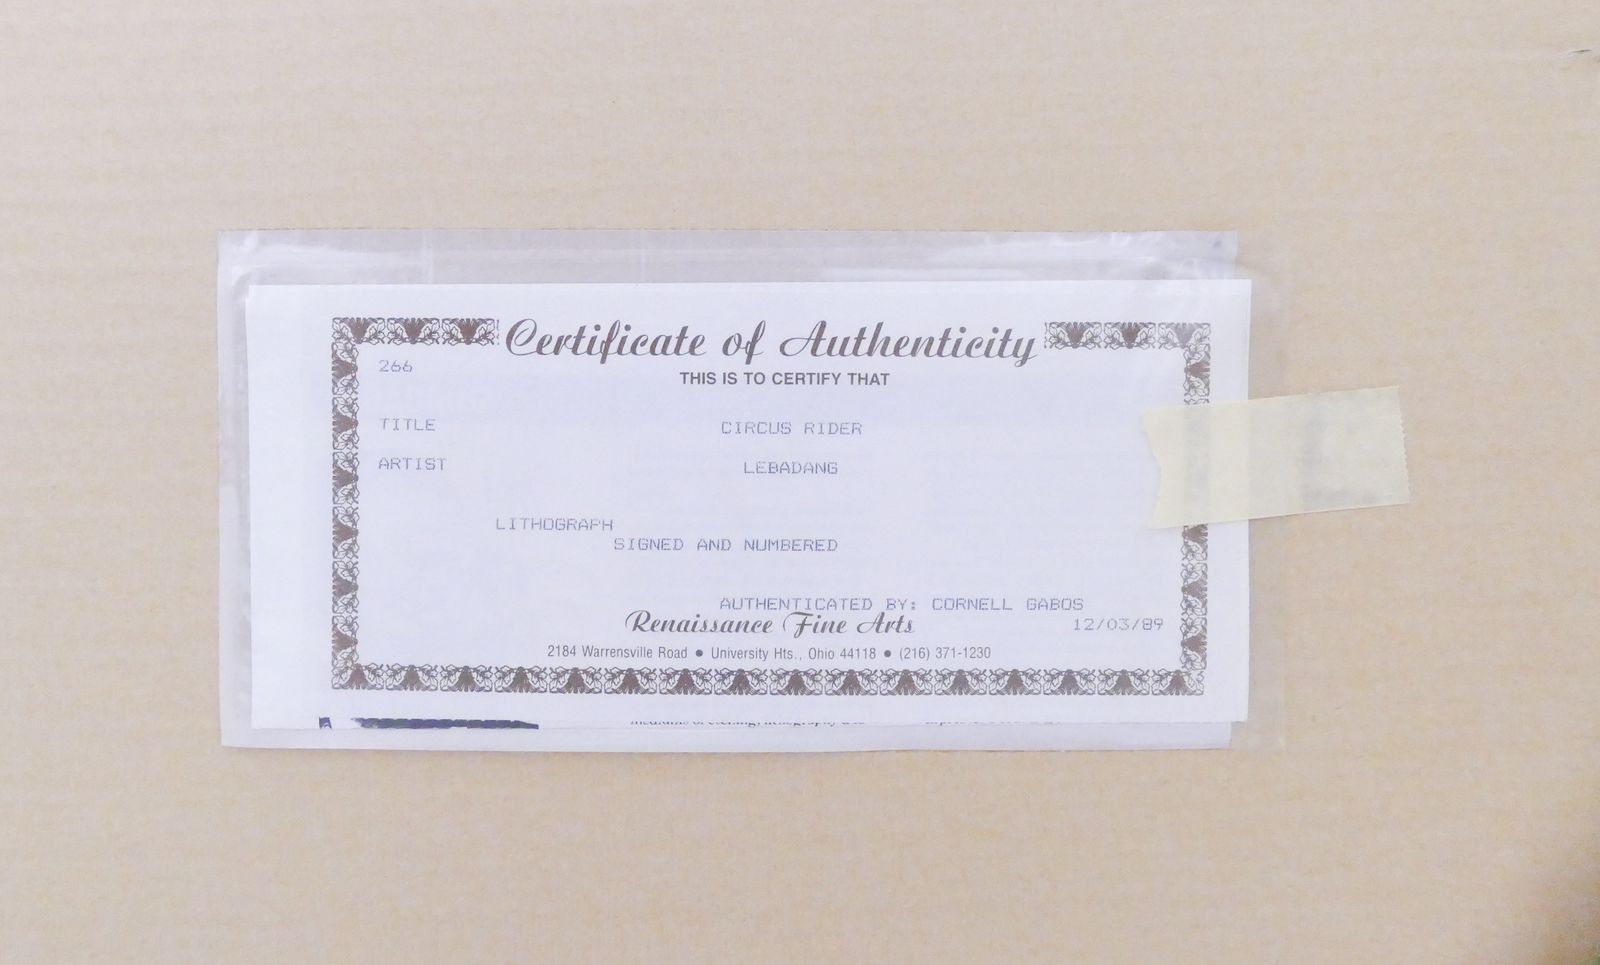 Certificate of Authenticity
THIS IS TO CERTIFY THAT
266
TITLE CIRCUS RIDER
ARTIST LEBADANG
LITHOGRAPH
SIGNED AND NUMBERED
AUTHENTICATED BY: CORNELL GABOS
Renaissance Fine Arts 12/03/89
2184 Warrensville Road • University Hts., Ohio 44118 • (216) 371-1230